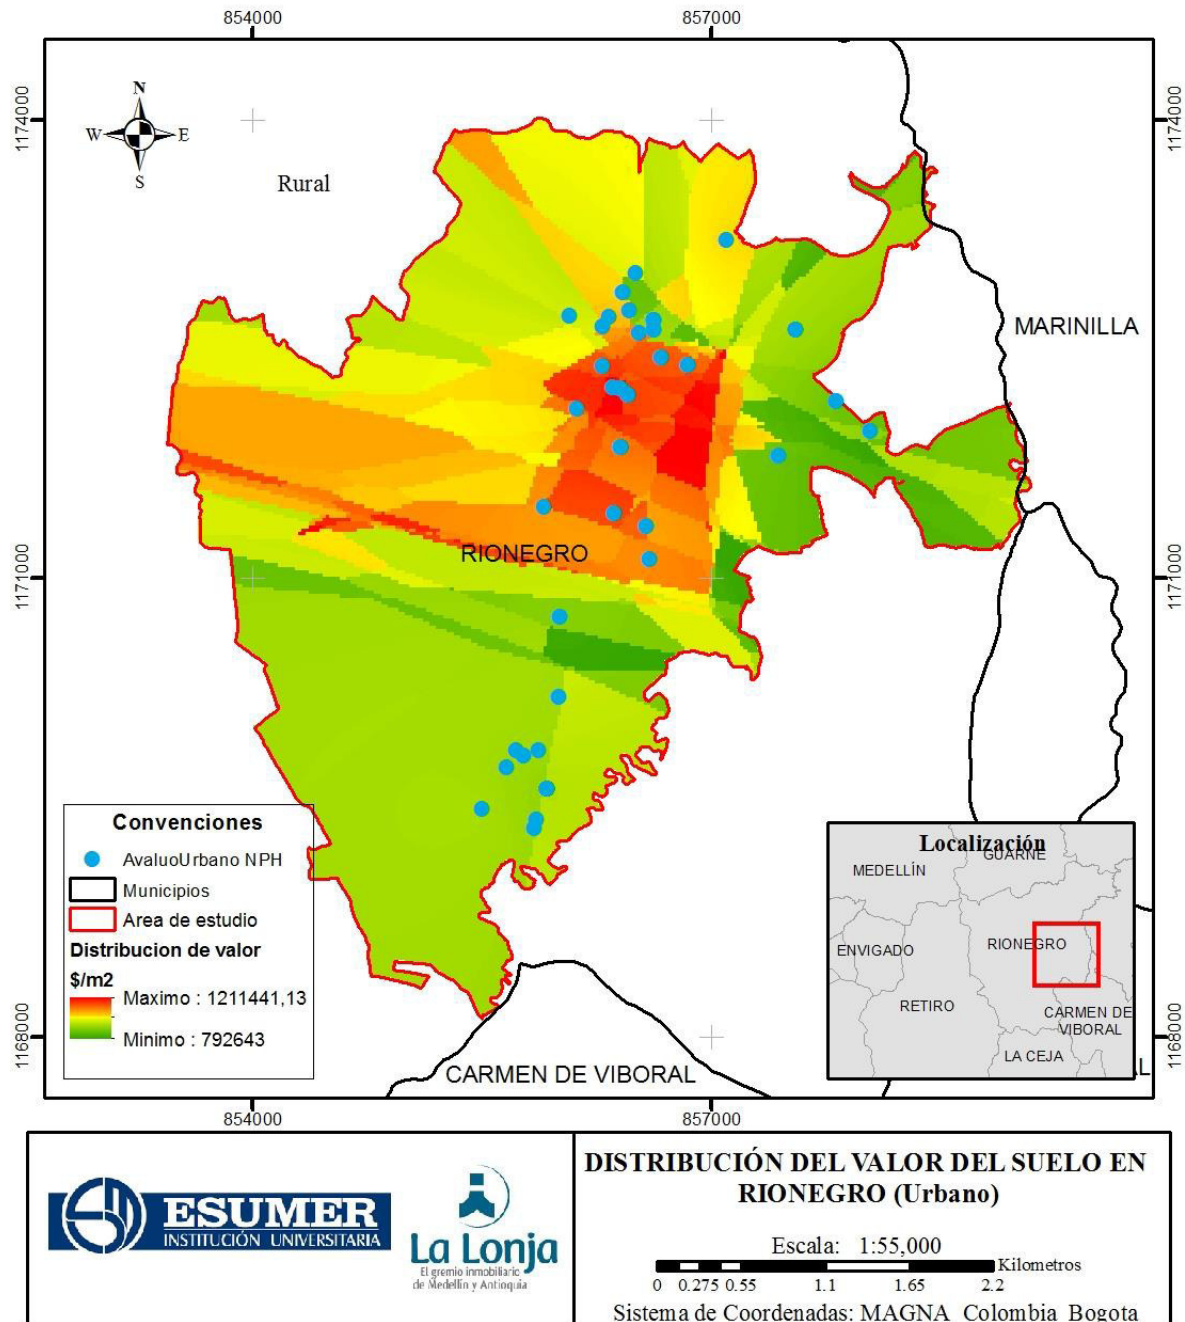 854000
857000
1174000
1174000
N
W
E
S
Rural
MARINILLA
RIONEGRO
1171000
1171000
Convenciones
AvaluoUrbano NPH
Municipios
Area de estudio
Distribucion de valor
$/m2
Maximo : 1211441,13
Minimo : 792643
Localización
GUARNE
MEDELLÍN
ENVIGADO
RIONEGRO
RETIRO
CARMEN DE
VIBORAL
LA CEJA
1168000
1168000
CARMEN DE VIBORAL
L
854000
857000
ESUMER
INSTITUCIÓN UNIVERSITARIA
La Lonja
El gremio inmobiliario
de Medellín y Antioquia
DISTRIBUCIÓN DEL VALOR DEL SUELO EN
RIONEGRO (Urbano)
Escala: 1:55,000
Kilometros
0 0.275 0.55 1.1 1.65 2.2
Sistema de Coordenadas: MAGNA Colombia Bogota